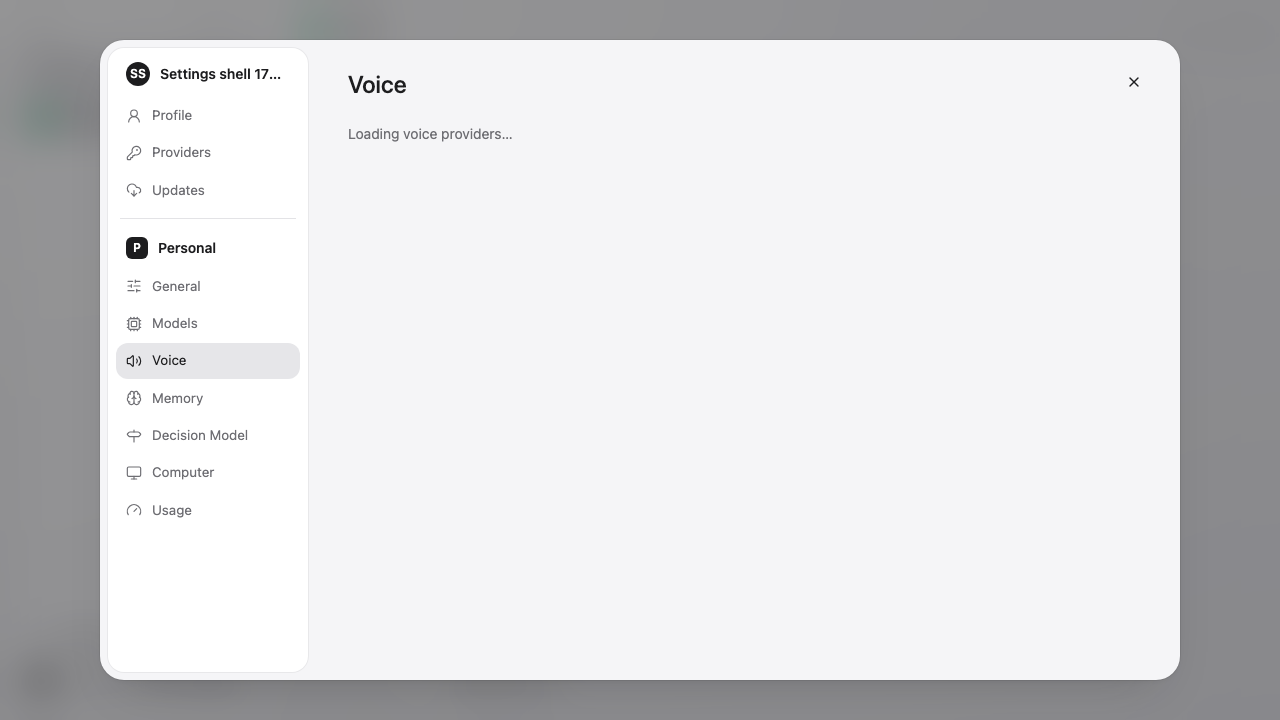 SS Settings shell 17...
Profile
Providers
Updates
P Personal
General
Models
Voice
Memory
Decision Model
Computer
Usage
Voice
Loading voice providers...